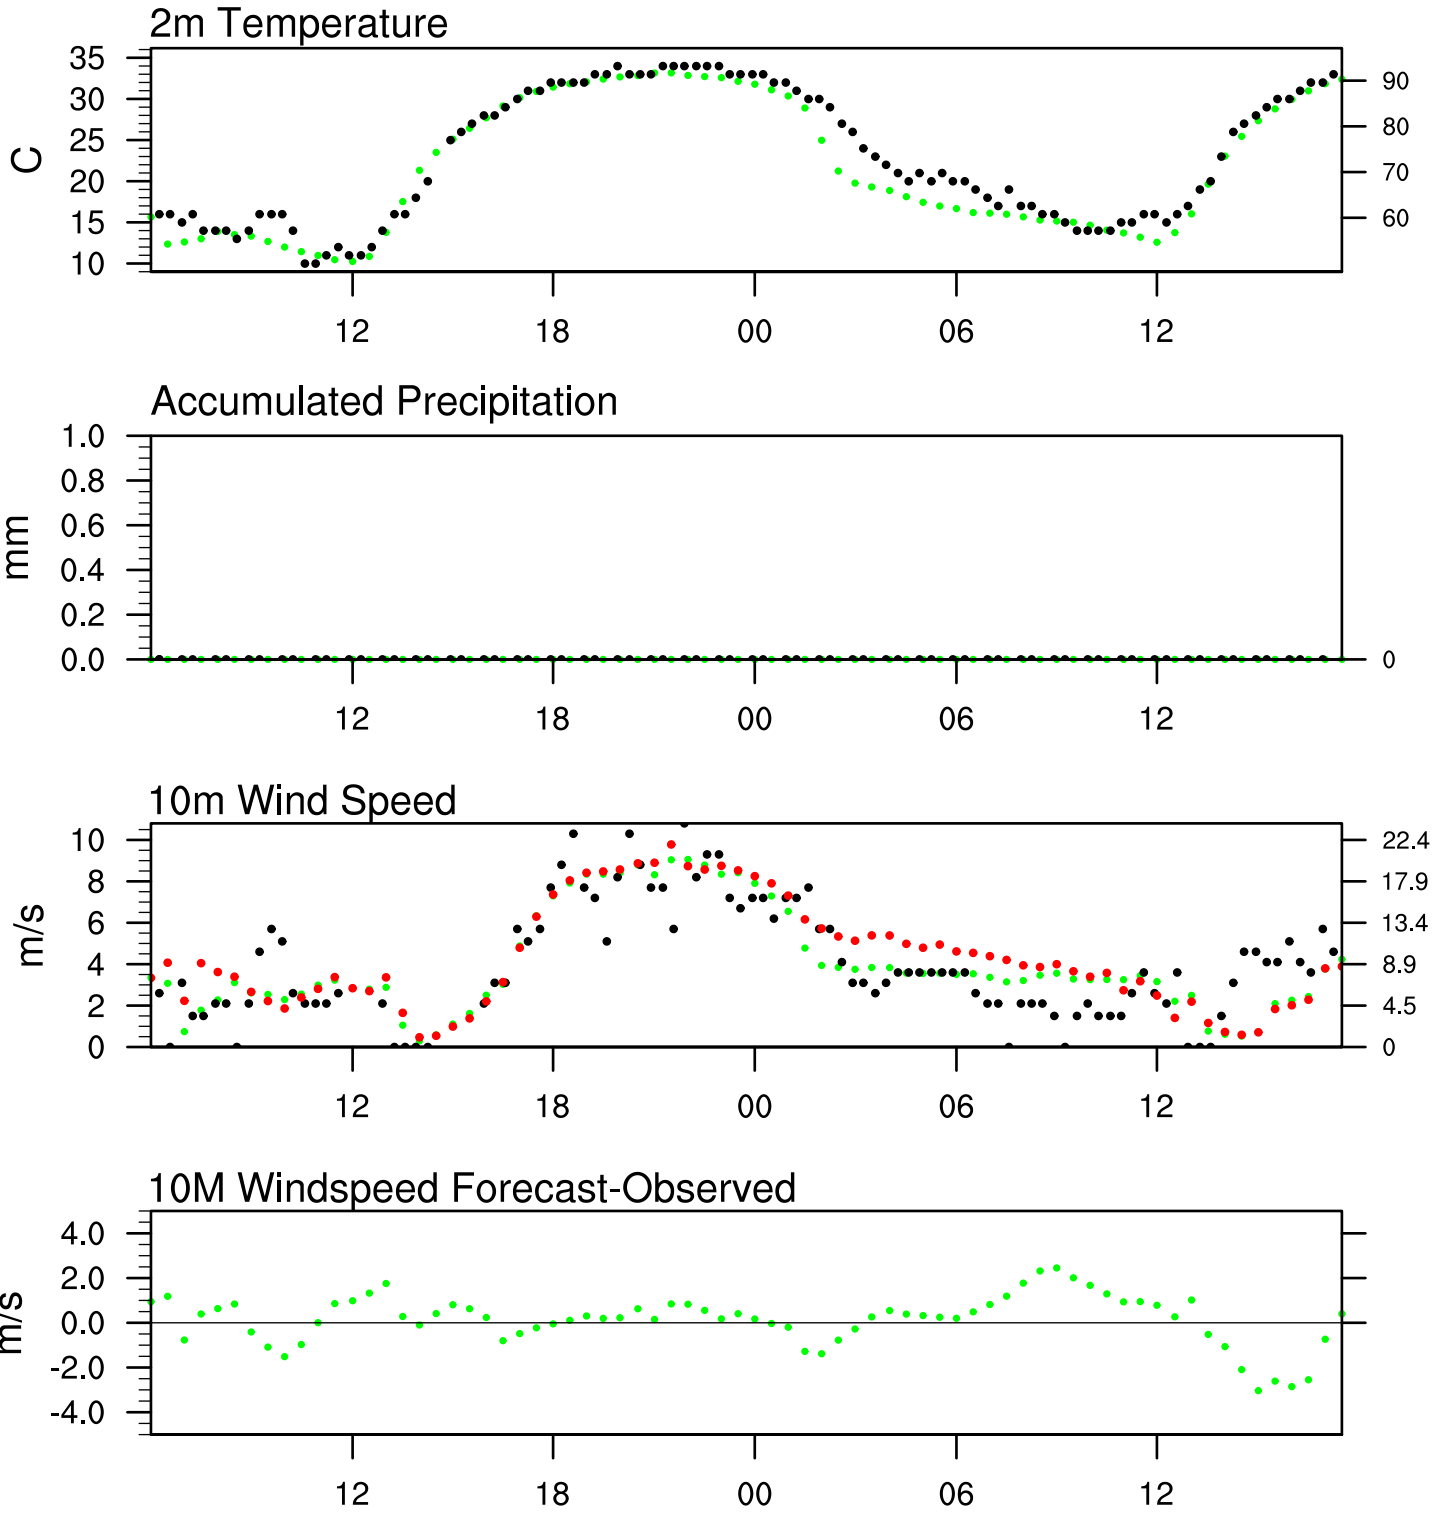 2m Temperature
35
30
25
20
15
10
C
90
80
70
60
12 18 00 06 12
Accumulated Precipitation
1.0
0.8
0.6
0.4
0.2
0.0
mm
0
12 18 00 06 12
10m Wind Speed
10
8
6
4
2
0
m/s
22.4
17.9
13.4
8.9
4.5
0
12 18 00 06 12
10M Windspeed Forecast-Observed
4.0
2.0
0.0
-2.0
-4.0
m/s
12 18 00 06 12